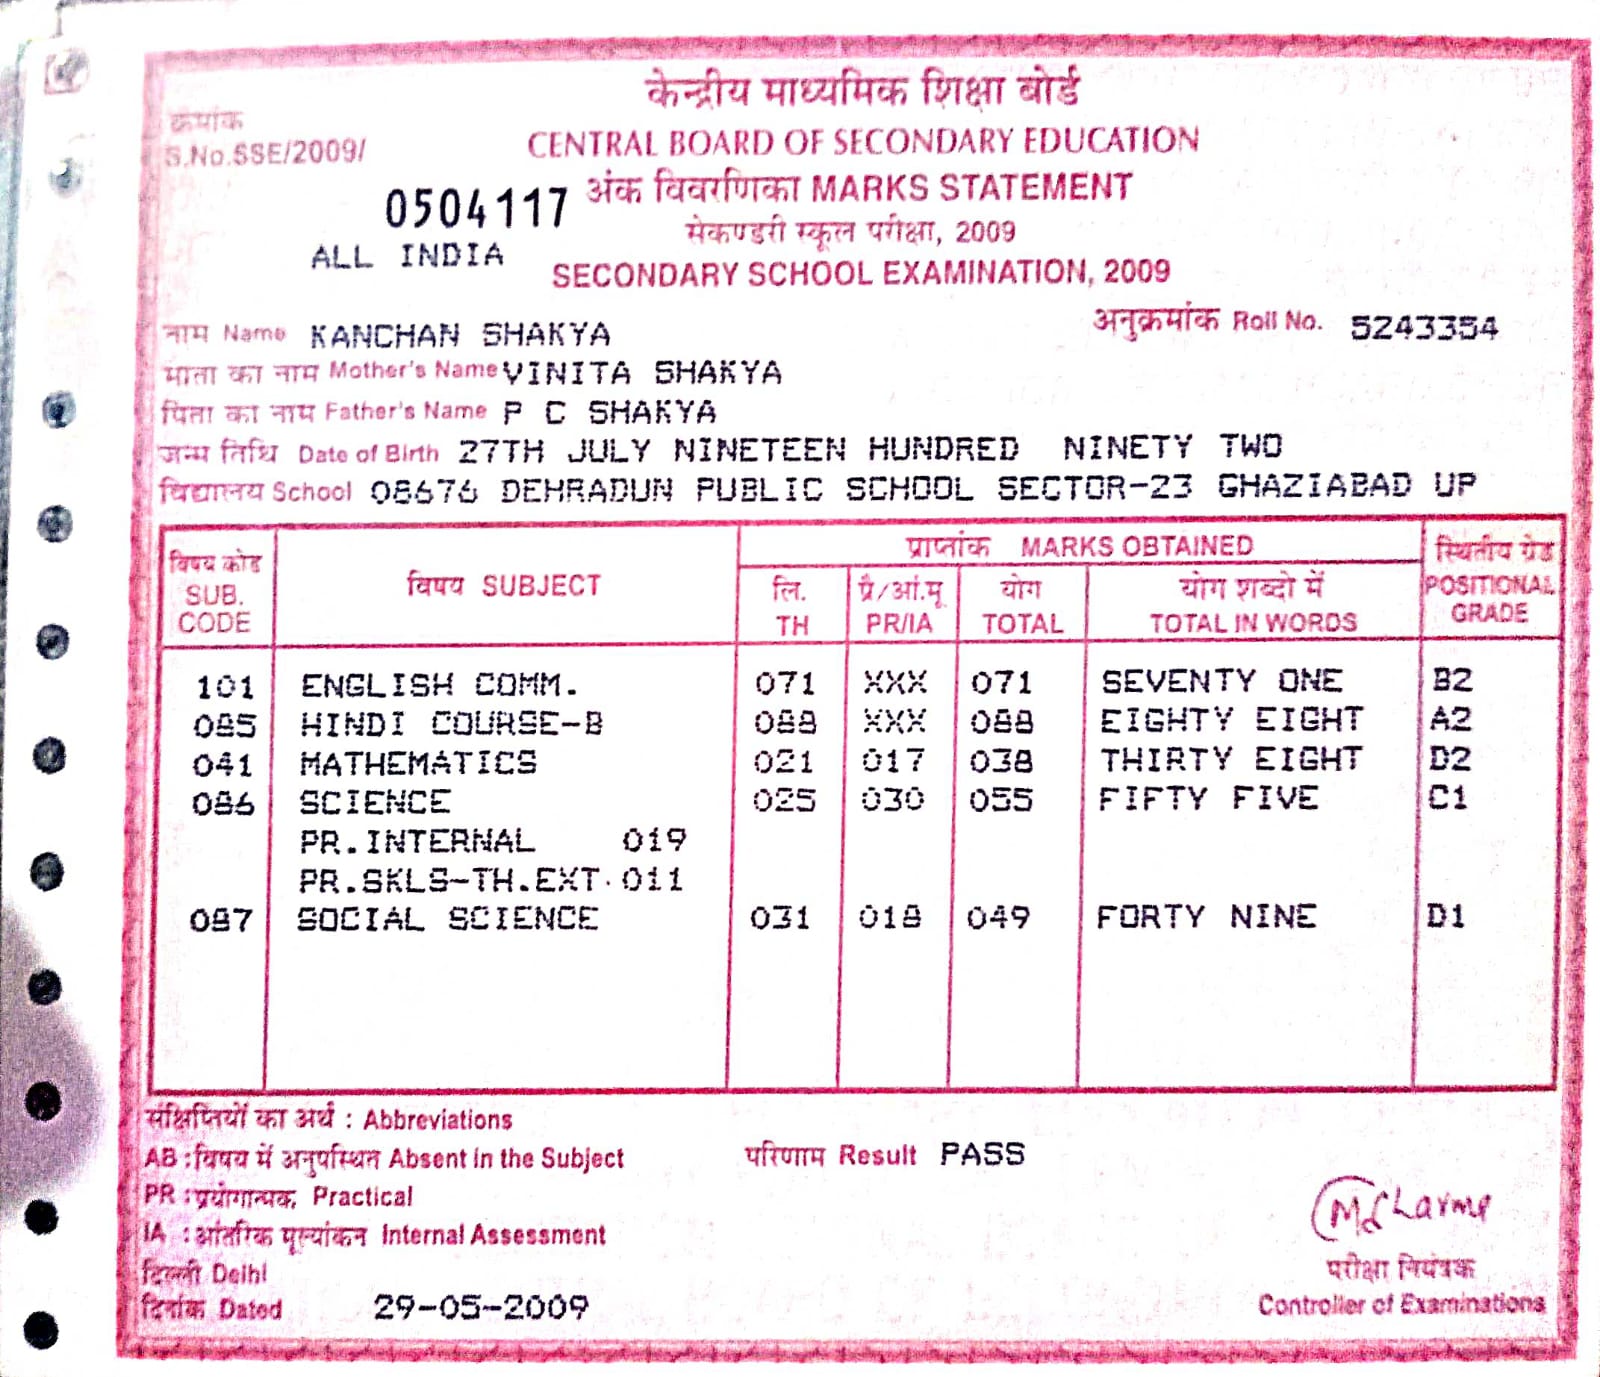 केन्द्रीय माध्यमिक शिक्षा बोर्ड
क्रमांक
S.No.SSE/2009/
CENTRAL BOARD OF SECONDARY EDUCATION
0504117
अंक विवरणिका MARKS STATEMENT
सेकण्डरी स्कूल परीक्षा, 2009
ALL INDIA
SECONDARY SCHOOL EXAMINATION, 2009
नाम Name KANCHAN SHAKYA
अनुक्रमांक Roll No. 5243354
माता का नाम Mother's Name VINITA SHAKYA
पिता का नाम Father's Name P C SHAKYA
जन्म तिथि Date of Birth 27TH JULY NINETEEN HUNDRED NINETY TWO
विद्यालय School 08676 DEHRADUN PUBLIC SCHOOL SECTOR-23 GHAZIABAD UP
विषय कोड SUB. CODE
विषय SUBJECT
प्राप्तांक MARKS OBTAINED
लि. TH
प्रै/आं.मू PR/IA
योग TOTAL
योग शब्दो में TOTAL IN WORDS
स्थितीय ग्रेड POSITIONAL GRADE
101 ENGLISH COMM. 071 XXX 071 SEVENTY ONE B2
085 HINDI COURSE-B 088 XXX 088 EIGHTY EIGHT A2
041 MATHEMATICS 021 017 038 THIRTY EIGHT D2
086 SCIENCE 025 030 055 FIFTY FIVE C1
PR.INTERNAL 019
PR.SKLS-TH.EXT. 011
087 SOCIAL SCIENCE 031 018 049 FORTY NINE D1
संक्षिप्तियों का अर्थ : Abbreviations
AB : विषय में अनुपस्थित Absent in the Subject
परिणाम Result PASS
PR : प्रयोगात्मक, Practical
IA : आंतरिक मूल्यांकन Internal Assessment
M Sharma
दिल्ली Delhi
परीक्षा नियंत्रक
दिनांक Dated 29-05-2009
Controller of Examinations